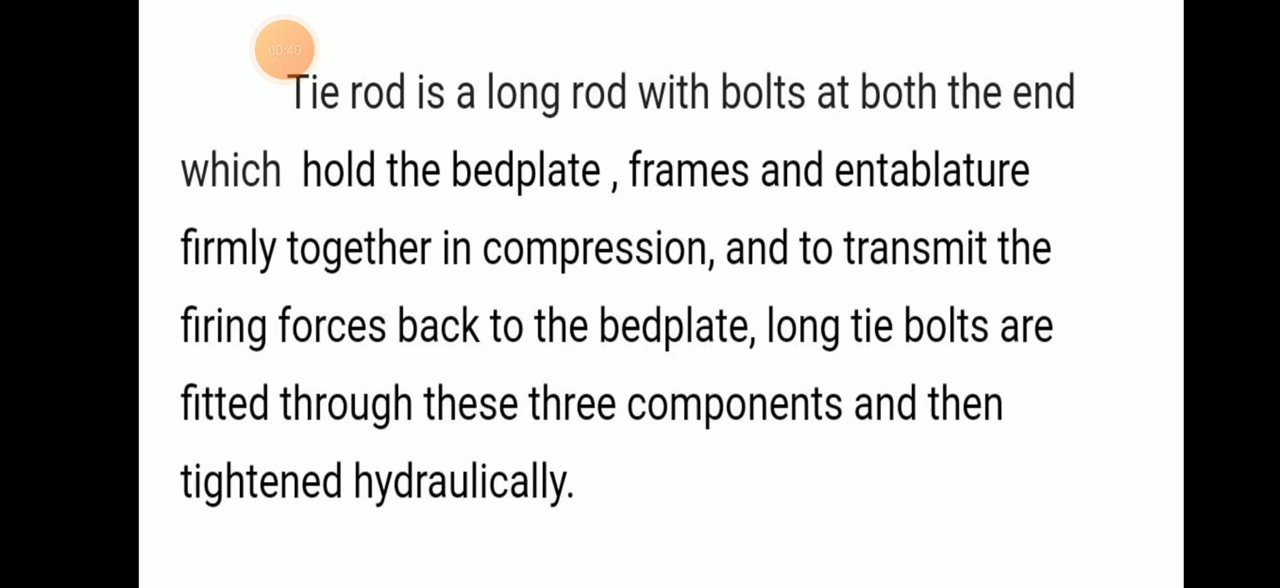 00:40
Tie rod is a long rod with bolts at both the end
which hold the bedplate , frames and entablature
firmly together in compression, and to transmit the
firing forces back to the bedplate, long tie bolts are
fitted through these three components and then
tightened hydraulically.